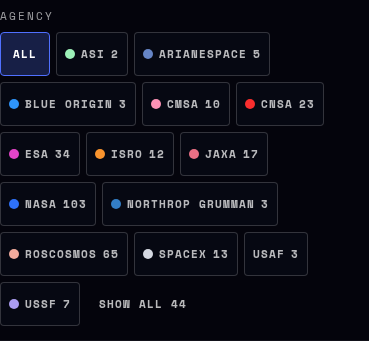 AGENCY
ALL ASI 2 ARIANESPACE 5
BLUE ORIGIN 3 CMSA 10 CNSA 23
ESA 34 ISRO 12 JAXA 17
NASA 103 NORTHROP GRUMMAN 3
ROSCOSMOS 65 SPACEX 13 USAF 3
USSF 7 SHOW ALL 44